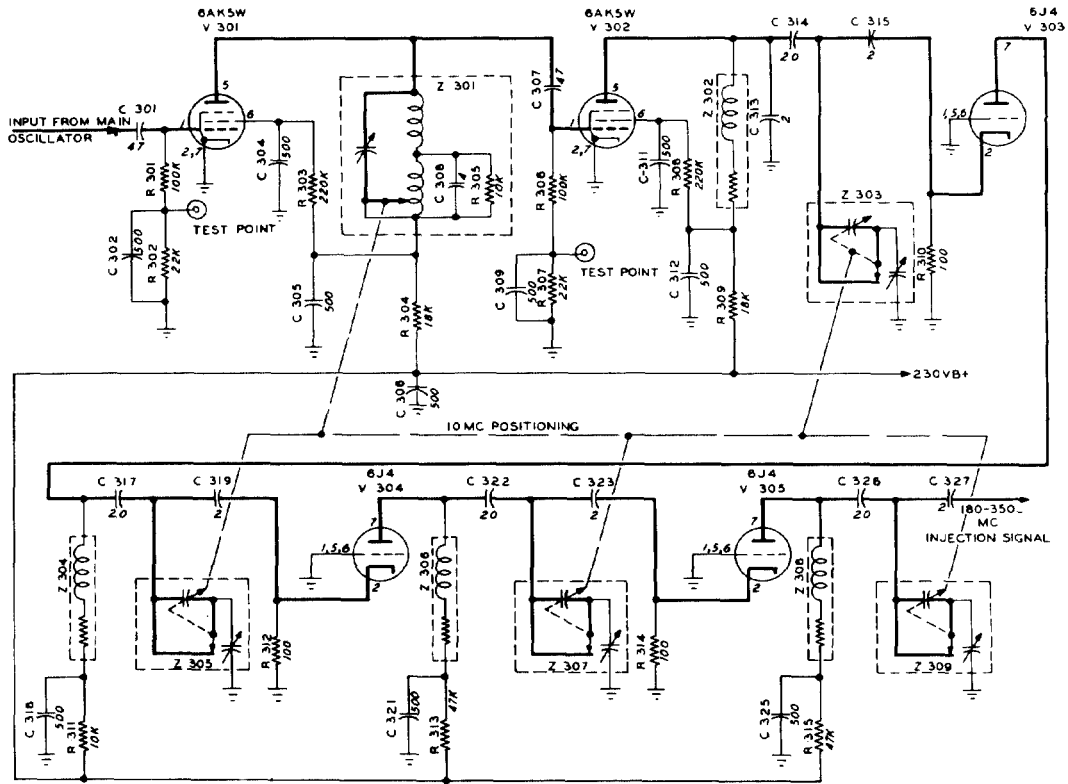 6AK5W
V 301
6AK5W
V 302
6J4
V 303
C 314
20
C 315
2
7
INPUT FROM MAIN
OSCILLATOR
C 301
47
5
1
6
2,7
C 304
500
R 301
100K
R 303
220K
TEST POINT
C 302
500
R 302
22K
C 305
500
Z 301
C 308
4
R 305
10K
R 304
18K
C 306
500
C 307
47
5
1
6
2,7
C-311
500
R 308
220K
R 306
100K
TEST POINT
C 309
500
R 307
22K
C 312
500
R 309
18K
Z 302
C 313
2
Z 303
1,5,6
2
R 310
100
230VB+
10 MC POSITIONING
C 317
20
C 319
2
6J4
V 304
7
1,5,6
2
C 322
20
C 323
2
6J4
V 305
7
1,5,6
2
C 326
20
C 327
2
180-350
MC
INJECTION SIGNAL
Z 304
Z 305
R 312
100
Z 306
Z 307
R 314
100
Z 308
Z 309
C 318
500
R 311
10K
C 321
500
R 313
47K
C 325
500
R 315
47K